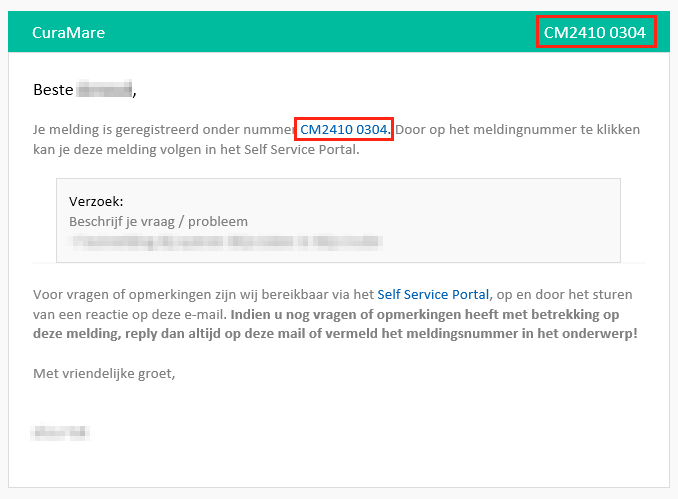 CuraMare CM2410 0304
Beste
Je melding is geregistreerd onder nummer CM2410 0304. Door op het meldingnummer te klikken
kan je deze melding volgen in het Self Service Portal.
Verzoek:
Beschrijf je vraag / probleem
Voor vragen of opmerkingen zijn wij bereikbaar via het Self Service Portal, op en door het sturen
van een reactie op deze e-mail. Indien u nog vragen of opmerkingen heeft met betrekking op
deze melding, reply dan altijd op deze mail of vermeld het meldingsnummer in het onderwerp!
Met vriendelijke groet,